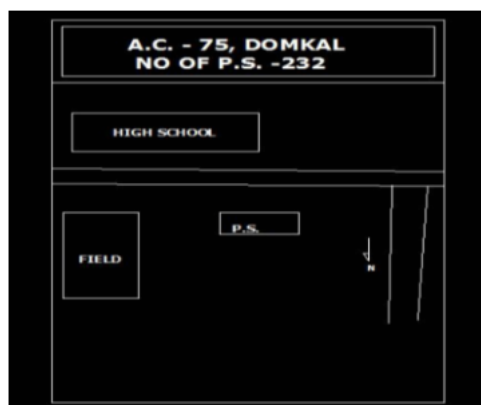 A.C. - 75, DOMKAL
NO OF P.S. -232
HIGH SCHOOL
P.S.
FIELD
N